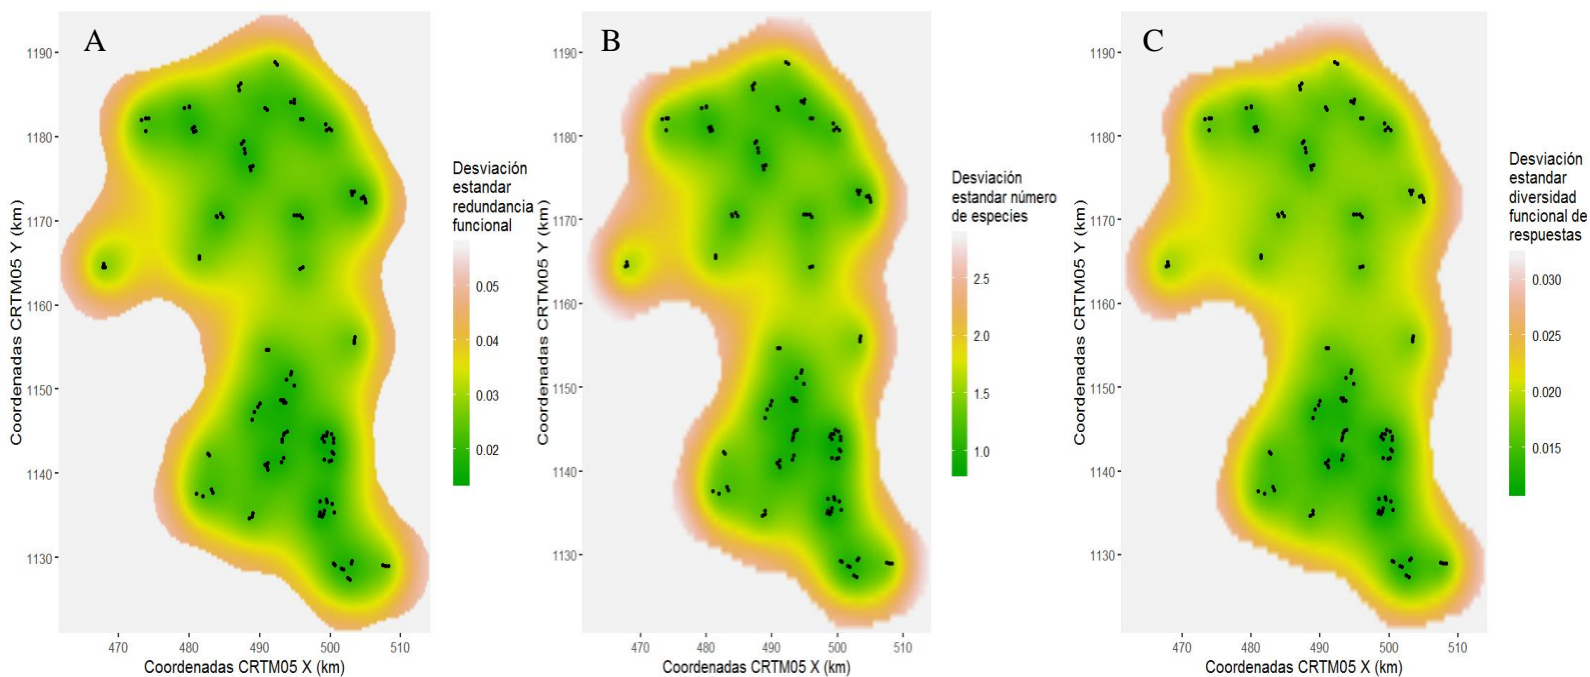 A
1190
1180
1170
1160
1150
1140
1130
Coordenadas CRTM05 Y (km)
470
480
490
500
510
Coordenadas CRTM05 X (km)
Desviación
estandar
redundancia
funcional
0.05
0.04
0.03
0.02
B
1190
1180
1170
1160
1150
1140
1130
Coordenadas CRTM05 Y (km)
470
480
490
500
510
Coordenadas CRTM05 X (km)
Desviación
estandar número
de especies
2.5
2.0
1.5
1.0
C
1190
1180
1170
1160
1150
1140
1130
Coordenadas CRTM05 Y (km)
470
480
490
500
510
Coordenadas CRTM05 X (km)
Desviación
estandar
diversidad
funcional de
respuestas
0.030
0.025
0.020
0.015